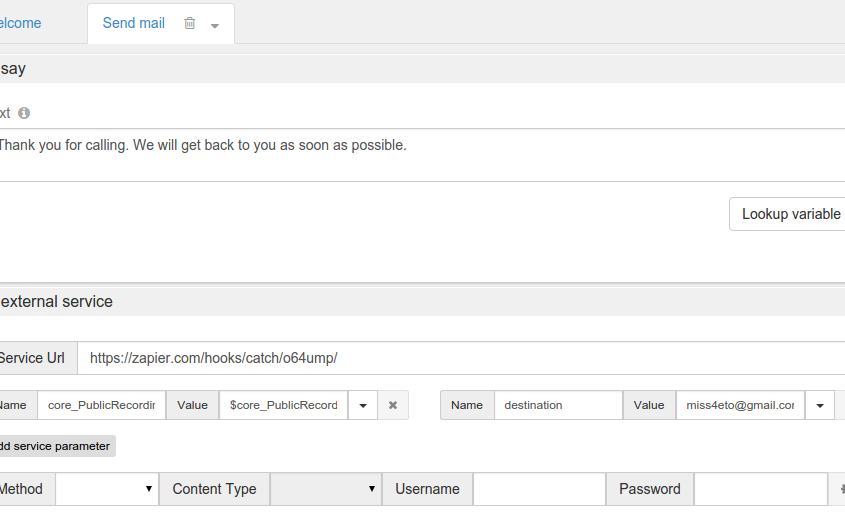 elcome
Send mail
say
xt
Thank you for calling. We will get back to you as soon as possible.
Lookup variable
external service
Service Url https://zapier.com/hooks/catch/o64ump/
Name core_PublicRecordin Value $core_PublicRecord Name destination Value miss4eto@gmail.com
dd service parameter
Method Content Type Username Password